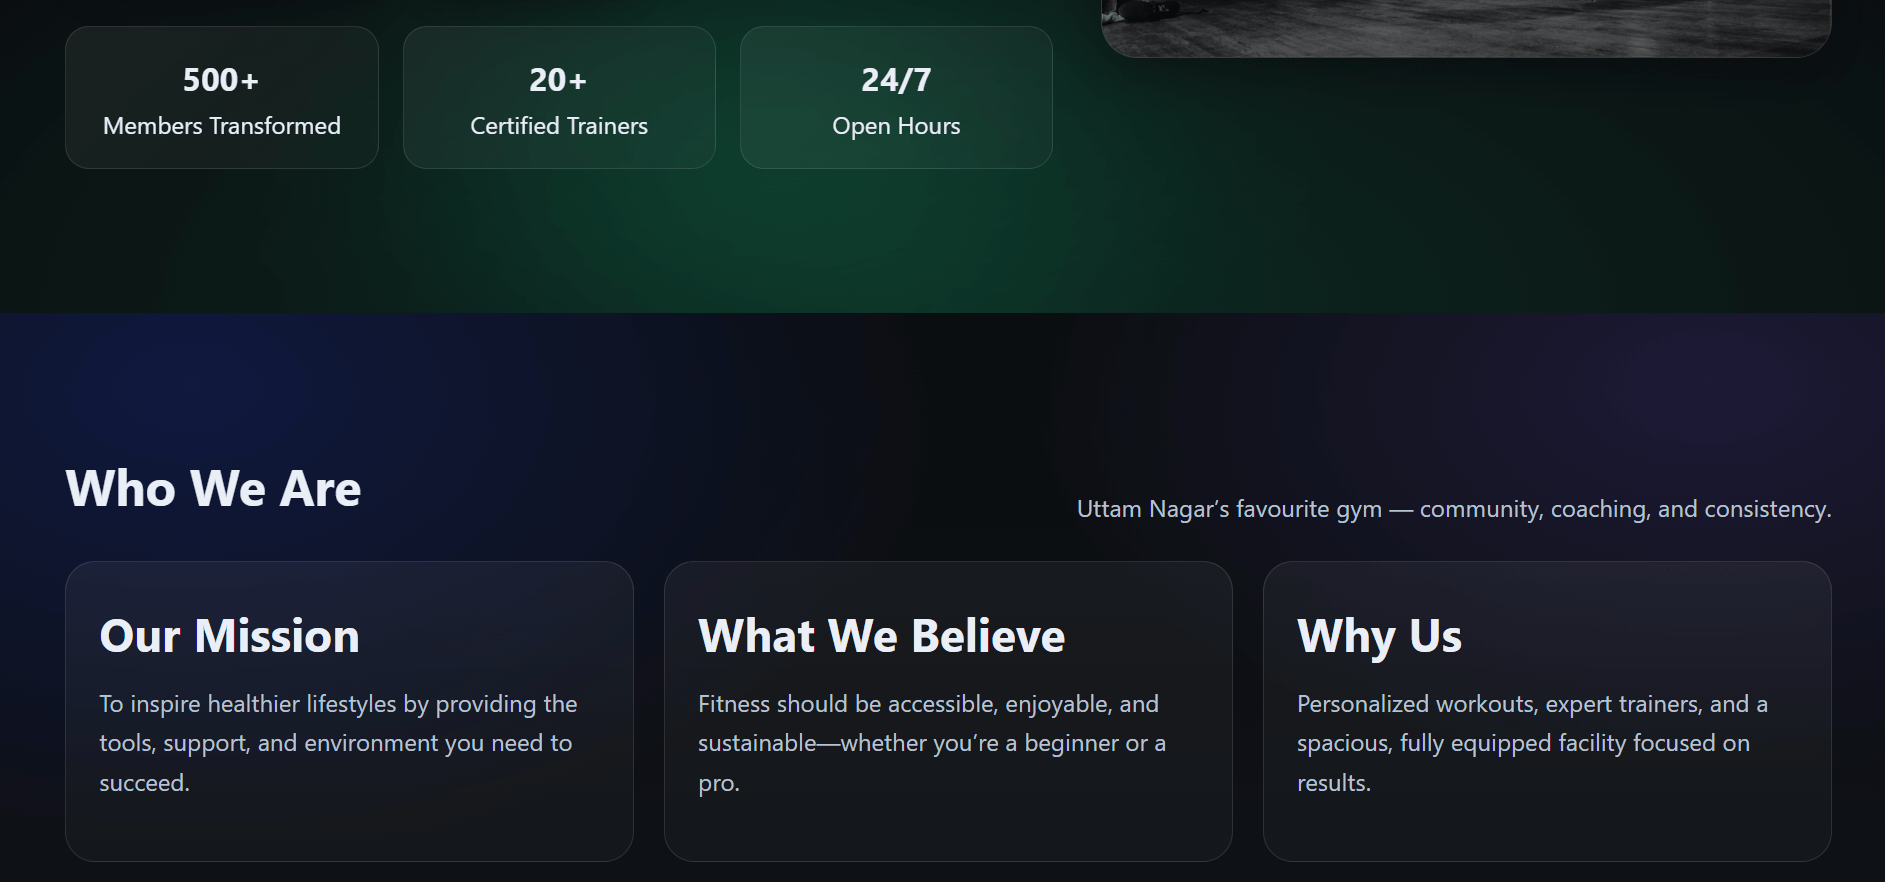 500+
Members Transformed
20+
Certified Trainers
24/7
Open Hours
Who We Are
Uttam Nagar’s favourite gym — community, coaching, and consistency.
Our Mission
To inspire healthier lifestyles by providing the
tools, support, and environment you need to
succeed.
What We Believe
Fitness should be accessible, enjoyable, and
sustainable—whether you’re a beginner or a
pro.
Why Us
Personalized workouts, expert trainers, and a
spacious, fully equipped facility focused on
results.